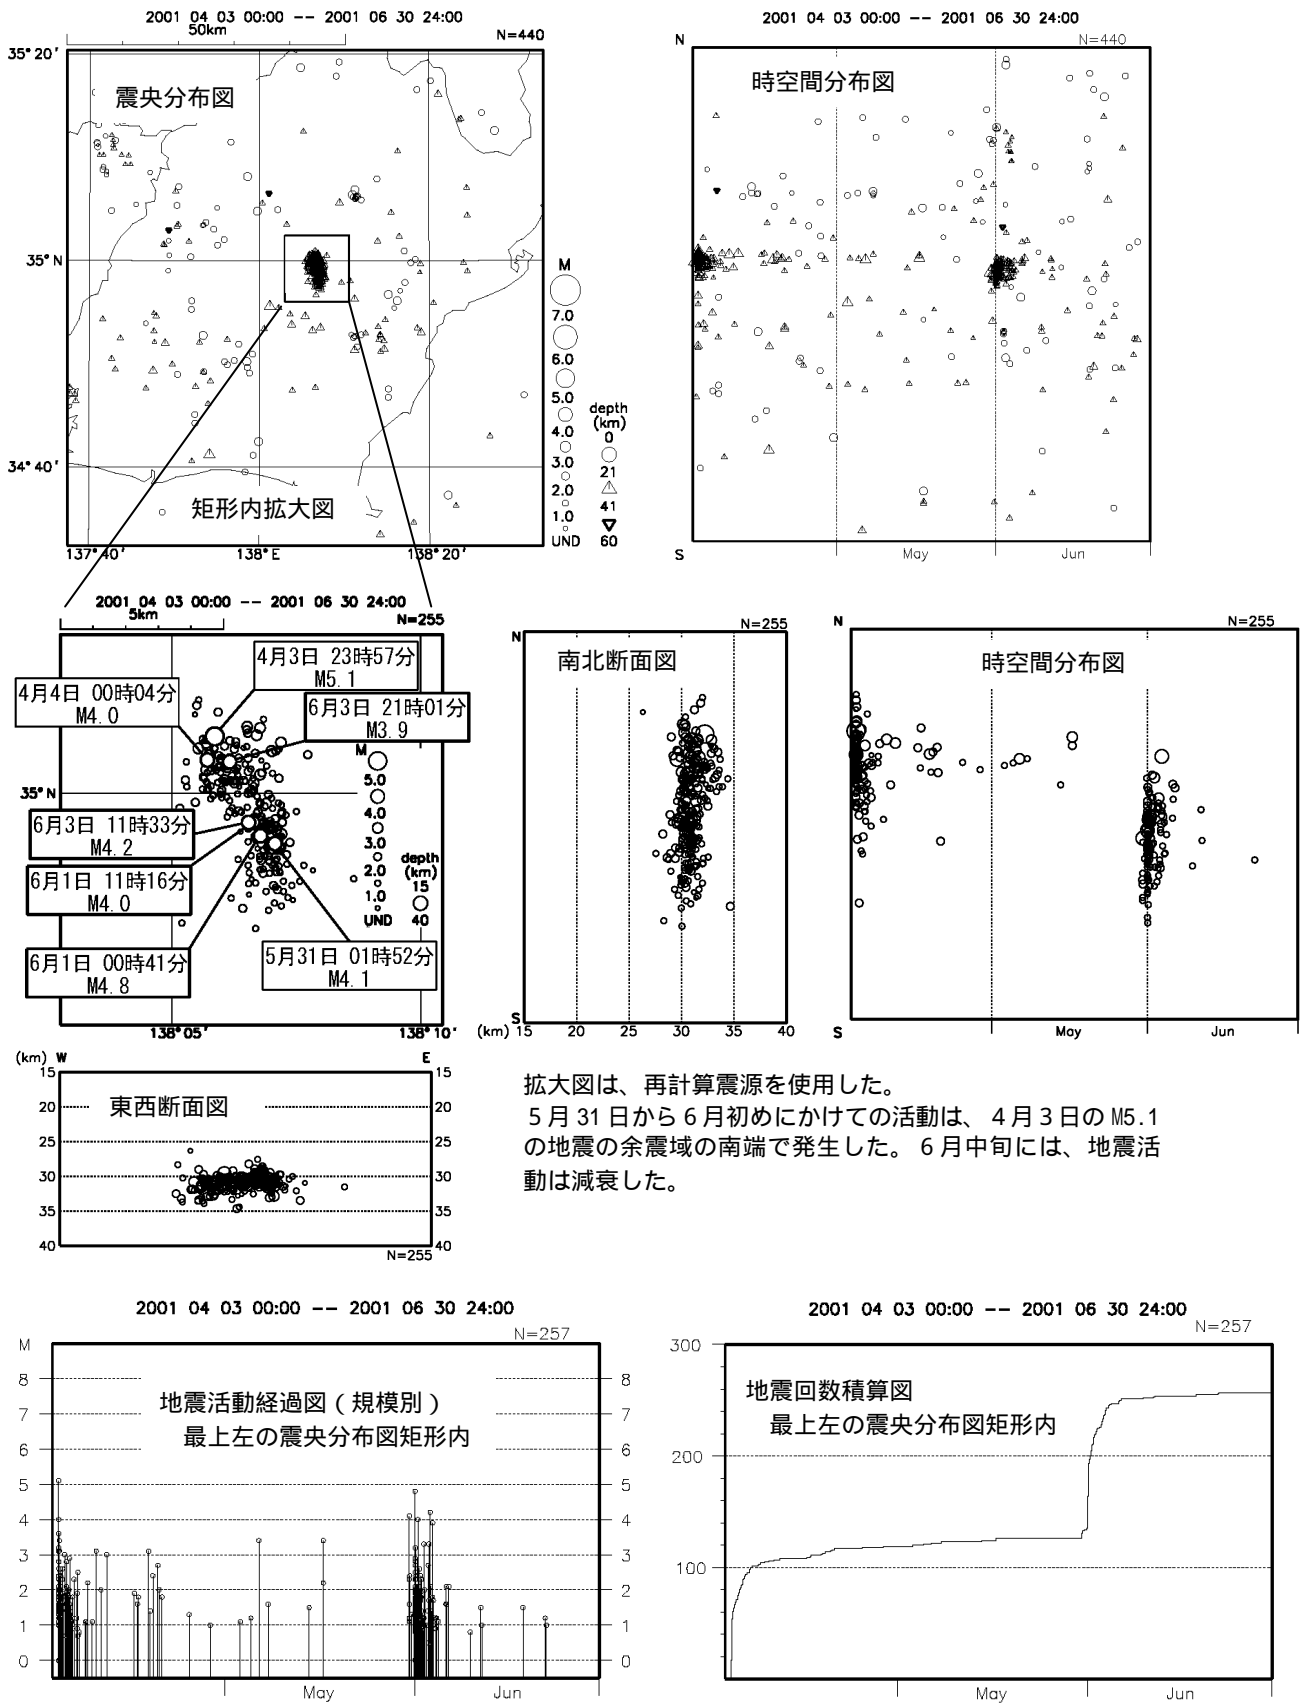 2001 04 03 00:00 -- 2001 06 30 24:00
50km
N=440
35°20′
震央分布図
35°N
34°40′
矩形内拡大図
137°40′
138°E
138°20′
M
7.0
6.0
5.0
4.0
3.0
2.0
1.0
UND
depth
(km)
0
21
41
60
2001 04 03 00:00 -- 2001 06 30 24:00
N
N=440
時空間分布図
S
May
Jun
2001 04 03 00:00 -- 2001 06 30 24:00
5km
N=255
4月3日 23時57分
M5.1
4月4日 00時04分
M4.0
6月3日 21時01分
M3.9
35°N
6月3日 11時33分
M4.2
6月1日 11時16分
M4.0
6月1日 00時41分
M4.8
5月31日 01時52分
M4.1
M
5.0
4.0
3.0
2.0
1.0
UND
depth
(km)
15
40
138°05′
138°10′
N
N=255
南北断面図
S
(km)
15
20
25
30
35
40
N
N=255
時空間分布図
S
May
Jun
(km) W
E
15
15
20
東西断面図
20
25
25
30
30
35
35
40
40
N=255
拡大図は、再計算震源を使用した。
5月31日から6月初めにかけての活動は、4月3日のM5.1
の地震の余震域の南端で発生した。6月中旬には、地震活
動は減衰した。
2001 04 03 00:00 -- 2001 06 30 24:00
M
N=257
8
8
地震活動経過図(規模別)
7
7
最上左の震央分布図矩形内
6
6
5
5
4
4
3
3
2
2
1
1
0
0
May
Jun
2001 04 03 00:00 -- 2001 06 30 24:00
N=257
300
地震回数積算図
最上左の震央分布図矩形内
200
100
May
Jun